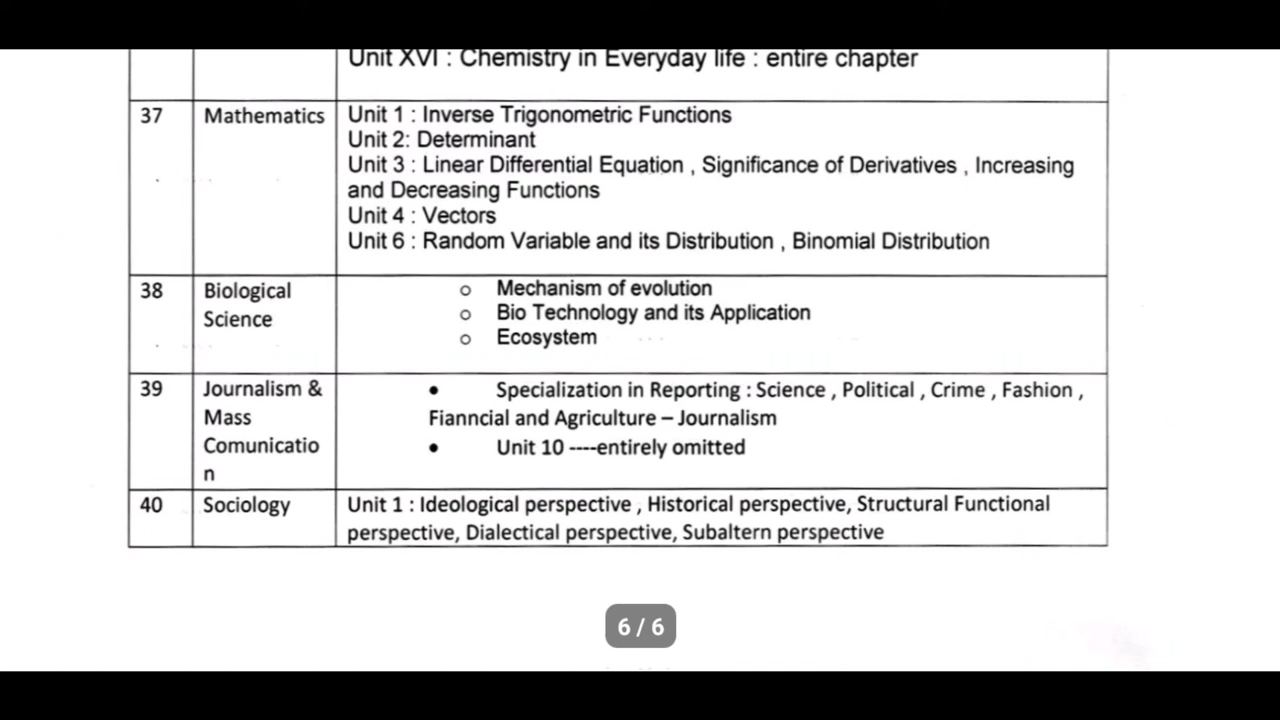 Unit XVI : Chemistry in Everyday life : entire chapter
37 Mathematics Unit 1 : Inverse Trigonometric Functions
Unit 2: Determinant
Unit 3 : Linear Differential Equation , Significance of Derivatives , Increasing
and Decreasing Functions
Unit 4 : Vectors
Unit 6 : Random Variable and its Distribution , Binomial Distribution
38 Biological Science
o Mechanism of evolution
o Bio Technology and its Application
o Ecosystem
39 Journalism &
Mass
Comunicatio
n
• Specialization in Reporting : Science , Political , Crime , Fashion ,
Fianncial and Agriculture – Journalism
• Unit 10 ----entirely omitted
40 Sociology Unit 1 : Ideological perspective , Historical perspective, Structural Functional
perspective, Dialectical perspective, Subaltern perspective
6 / 6